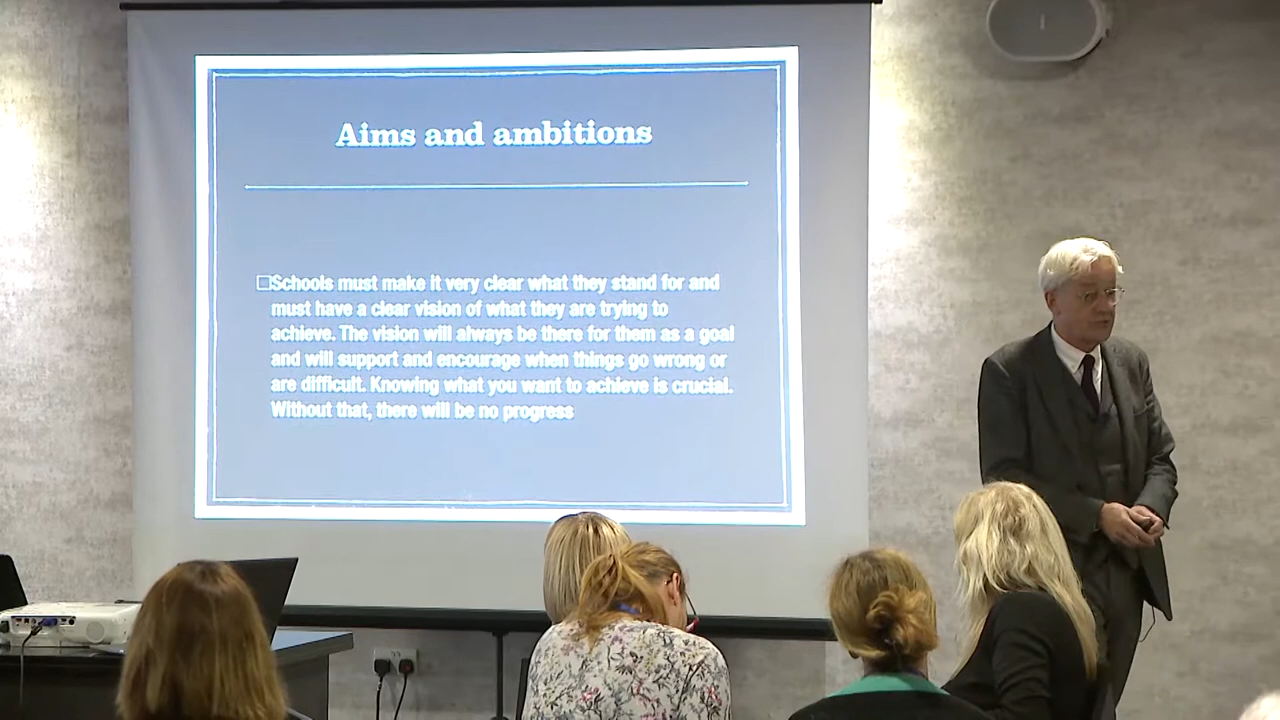 Aims and ambitions
☐Schools must make it very clear what they stand for and
must have a clear vision of what they are trying to
achieve. The vision will always be there for them as a goal
and will support and encourage when things go wrong or
are difficult. Knowing what you want to achieve is crucial.
Without that, there will be no progress